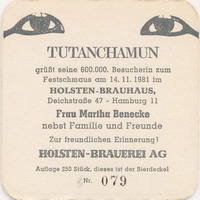 TUTANCHAMUN
grüßt seine 600.000. Besucherin zum
Festschmaus am 14. 11. 1981 im
HOLSTEN-BRAUHAUS,
Deichstraße 47 - Hamburg 11
Frau Martha Benecke
nebst Familie und Freunde
Zur freundlichen Erinnerung!
HOLSTEN-BRAUEREI AG
Auflage 250 Stück, dieses ist der Bierdeckel
Nr. 079